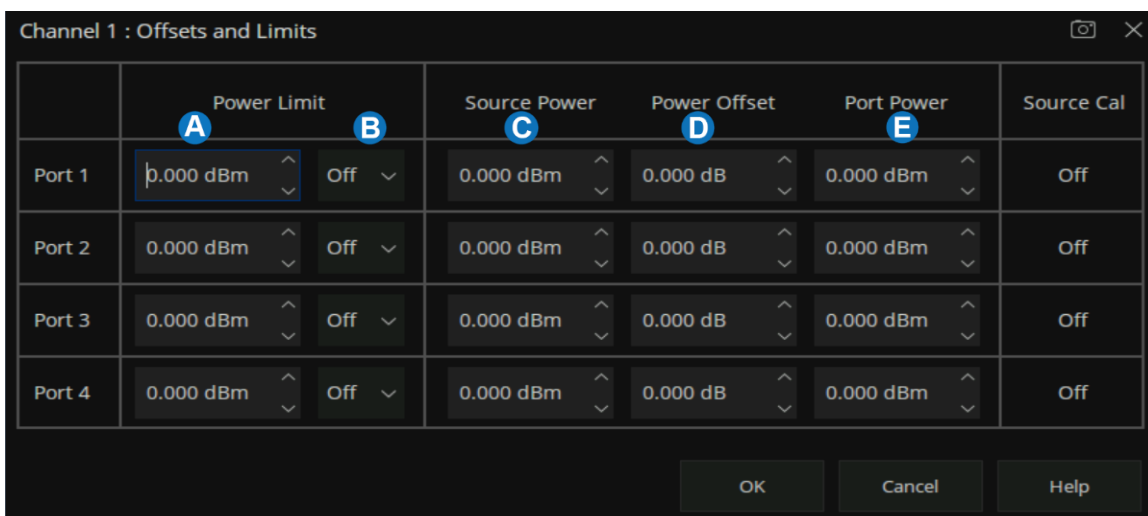 Channel 1 : Offsets and Limits
Power Limit Source Power Power Offset Port Power Source Cal
A B C D E
Port 1 0.000 dBm Off 0.000 dBm 0.000 dB 0.000 dBm Off
Port 2 0.000 dBm Off 0.000 dBm 0.000 dB 0.000 dBm Off
Port 3 0.000 dBm Off 0.000 dBm 0.000 dB 0.000 dBm Off
Port 4 0.000 dBm Off 0.000 dBm 0.000 dB 0.000 dBm Off
OK Cancel Help